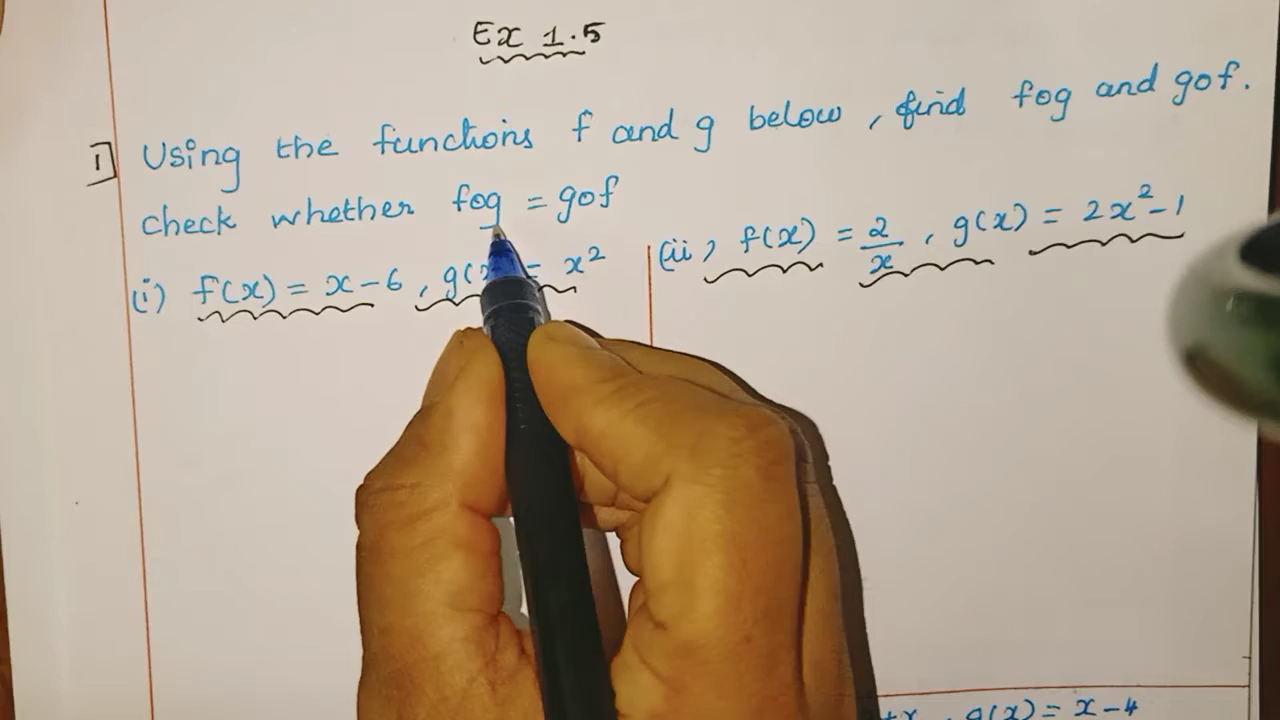 Ex 1.5
1 Using the functions f and g below, find fog and gof.
check whether fog = gof
(i) f(x) = x-6, g(x) = x²
(ii) f(x) = 2/x, g(x) = 2x²-1
+x, g(x) = x-4